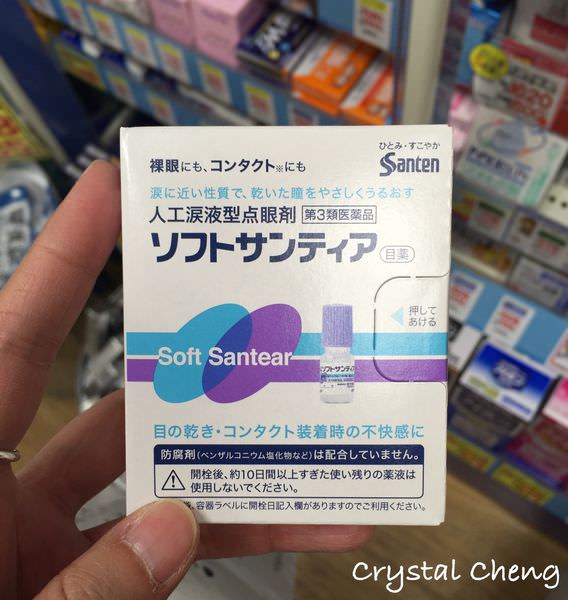 裸眼にも、コンタクト※にも
ひとみ・すこやか
Santen
涙に近い性質で、乾いた瞳をやさしくうるおす
人工涙液型点眼剤 第3類医薬品
ソフトサンティア 目薬
押して
あける
Soft Santear
ソフトサンティア
目の乾き・コンタクト装着時の不快感に
防腐剤(ベンザルコニウム塩化物など)は配合していません。
開栓後、約10日間以上すぎた使い残りの薬液は
使用しないでください。
容器ラベルに開栓日記入欄がありますのでご利用ください。
Crystal Cheng